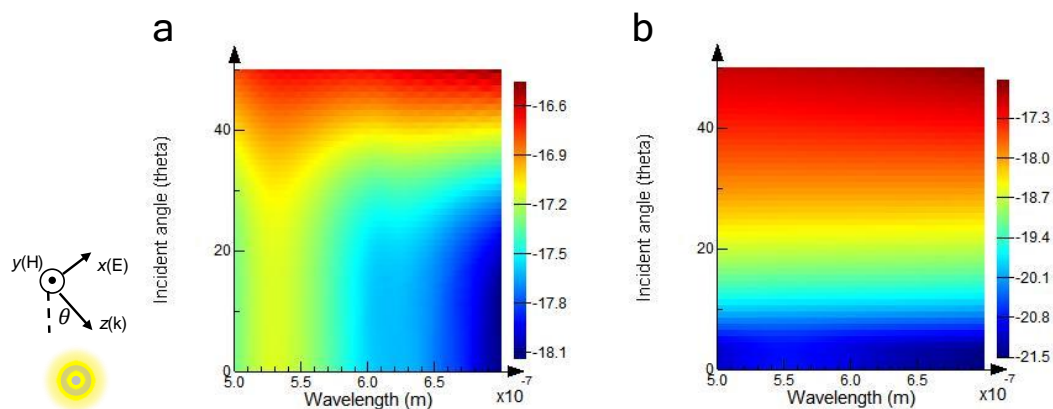 a
b
Incident angle (theta)
40
20
0
5.0
5.5
6.0
6.5
-7
x10
Wavelength (m)
-16.6
-16.9
-17.2
-17.5
-17.8
-18.1
Incident angle (theta)
40
20
0
5.0
5.5
6.0
6.5
-7
x10
Wavelength (m)
-17.3
-18.0
-18.7
-19.4
-20.1
-20.8
-21.5
y(H)
x(E)
θ
z(k)